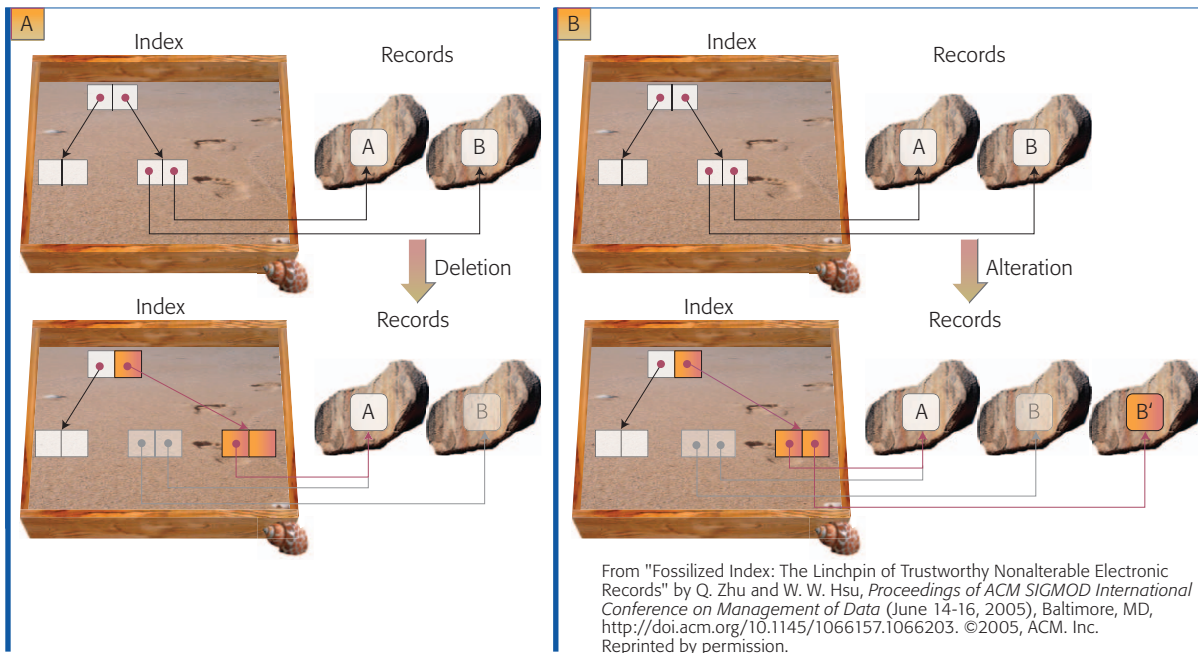 A
Index
Records
A
B
Deletion
Index
Records
A
B
B
Index
Records
A
B
Alteration
Index
Records
A
B
B'
From "Fossilized Index: The Linchpin of Trustworthy Nonalterable Electronic
Records" by Q. Zhu and W. W. Hsu, Proceedings of ACM SIGMOD International
Conference on Management of Data (June 14-16, 2005), Baltimore, MD,
http://doi.acm.org/10.1145/1066157.1066203. ©2005, ACM. Inc.
Reprinted by permission.